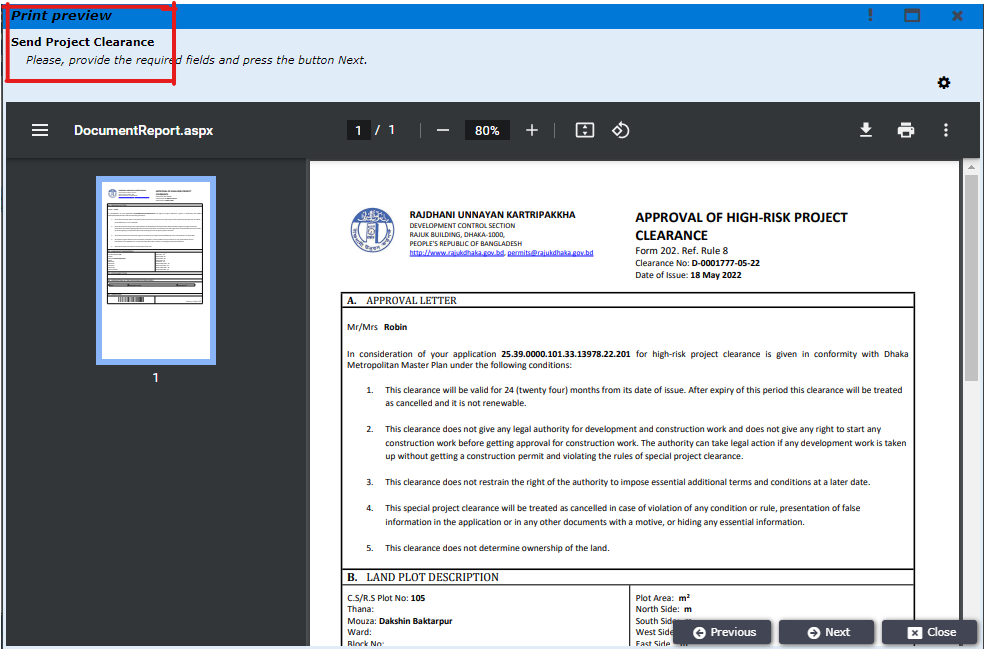 Print preview
Send Project Clearance
Please, provide the required fields and press the button Next.
DocumentReport.aspx
1 / 1
80%
RAJDHANI UNNAYAN KARTRIPAKKHA
DEVELOPMENT CONTROL SECTION
RAJUK BUILDING, DHAKA-1000,
PEOPLE'S REPUBLIC OF BANGLADESH
http://www.rajukdhaka.gov.bd, permits@rajukdhaka.gov.bd
APPROVAL OF HIGH-RISK PROJECT
CLEARANCE
Form 202. Ref. Rule 8
Clearance No: D-0001777-05-22
Date of Issue: 18 May 2022
A. APPROVAL LETTER
Mr/Mrs Robin
In consideration of your application 25.39.0000.101.33.13978.22.201 for high-risk project clearance is given in conformity with Dhaka
Metropolitan Master Plan under the following conditions:
1. This clearance will be valid for 24 (twenty four) months from its date of issue. After expiry of this period this clearance will be treated
as cancelled and it is not renewable.
2. This clearance does not give any legal authority for development and construction work and does not give any right to start any
construction work before getting approval for construction work. The authority can take legal action if any development work is taken
up without getting a construction permit and violating the rules of special project clearance.
3. This clearance does not restrain the right of the authority to impose essential additional terms and conditions at a later date.
4. This special project clearance will be treated as cancelled in case of violation of any condition or rule, presentation of false
information in the application or in any other documents with a motive, or hiding any essential information.
5. This clearance does not determine ownership of the land.
1
B. LAND PLOT DESCRIPTION
C.S/R.S Plot No: 105
Thana:
Mouza: Dakshin Baktarpur
Ward:
Block No:
Plot Area: m²
North Side: m
South Side:
West Side
East Side:
Previous
Next
Close